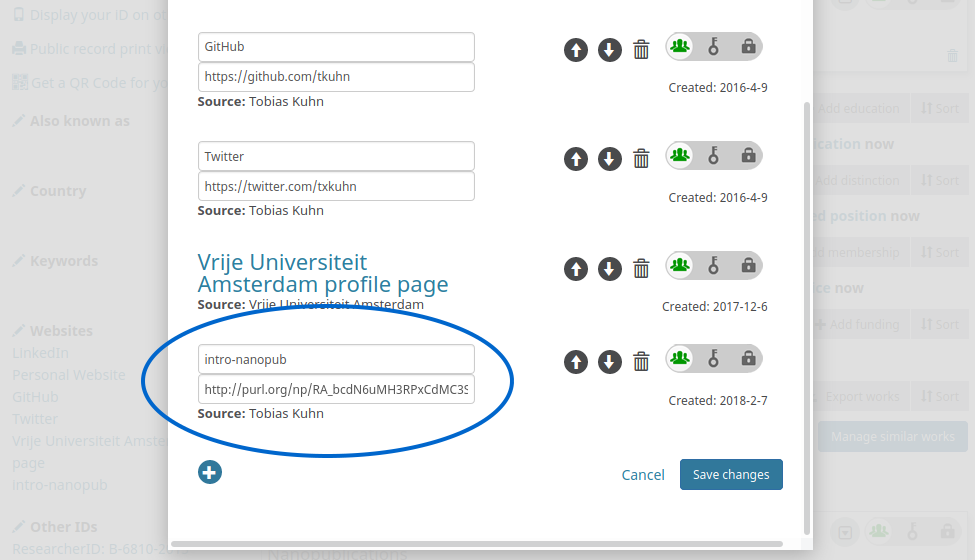 Display your ID on ot
Public record print vi
Get a QR Code for yo
Also known as
Country
Keywords
Websites
LinkedIn
Personal Website
GitHub
Twitter
Vrije Universiteit Amste
page
intro-nanopub
Other IDs
ResearcherID: B-6810-2
GitHub
https://github.com/tkuhn
Source: Tobias Kuhn
Created: 2016-4-9
Twitter
https://twitter.com/txkuhn
Source: Tobias Kuhn
Created: 2016-4-9
Vrije Universiteit
Amsterdam profile page
Source: Vrije Universiteit Amsterdam
Created: 2017-12-6
intro-nanopub
http://purl.org/np/RA_bcdN6uMH3RPxCdMC3S
Source: Tobias Kuhn
Created: 2018-2-7
Cancel
Save changes
Add education
Sort
ication now
Add distinction
Sort
ed position now
dd membership
Sort
ce now
Add funding
Sort
Export works
Sort
Manage similar works
Nanopublications